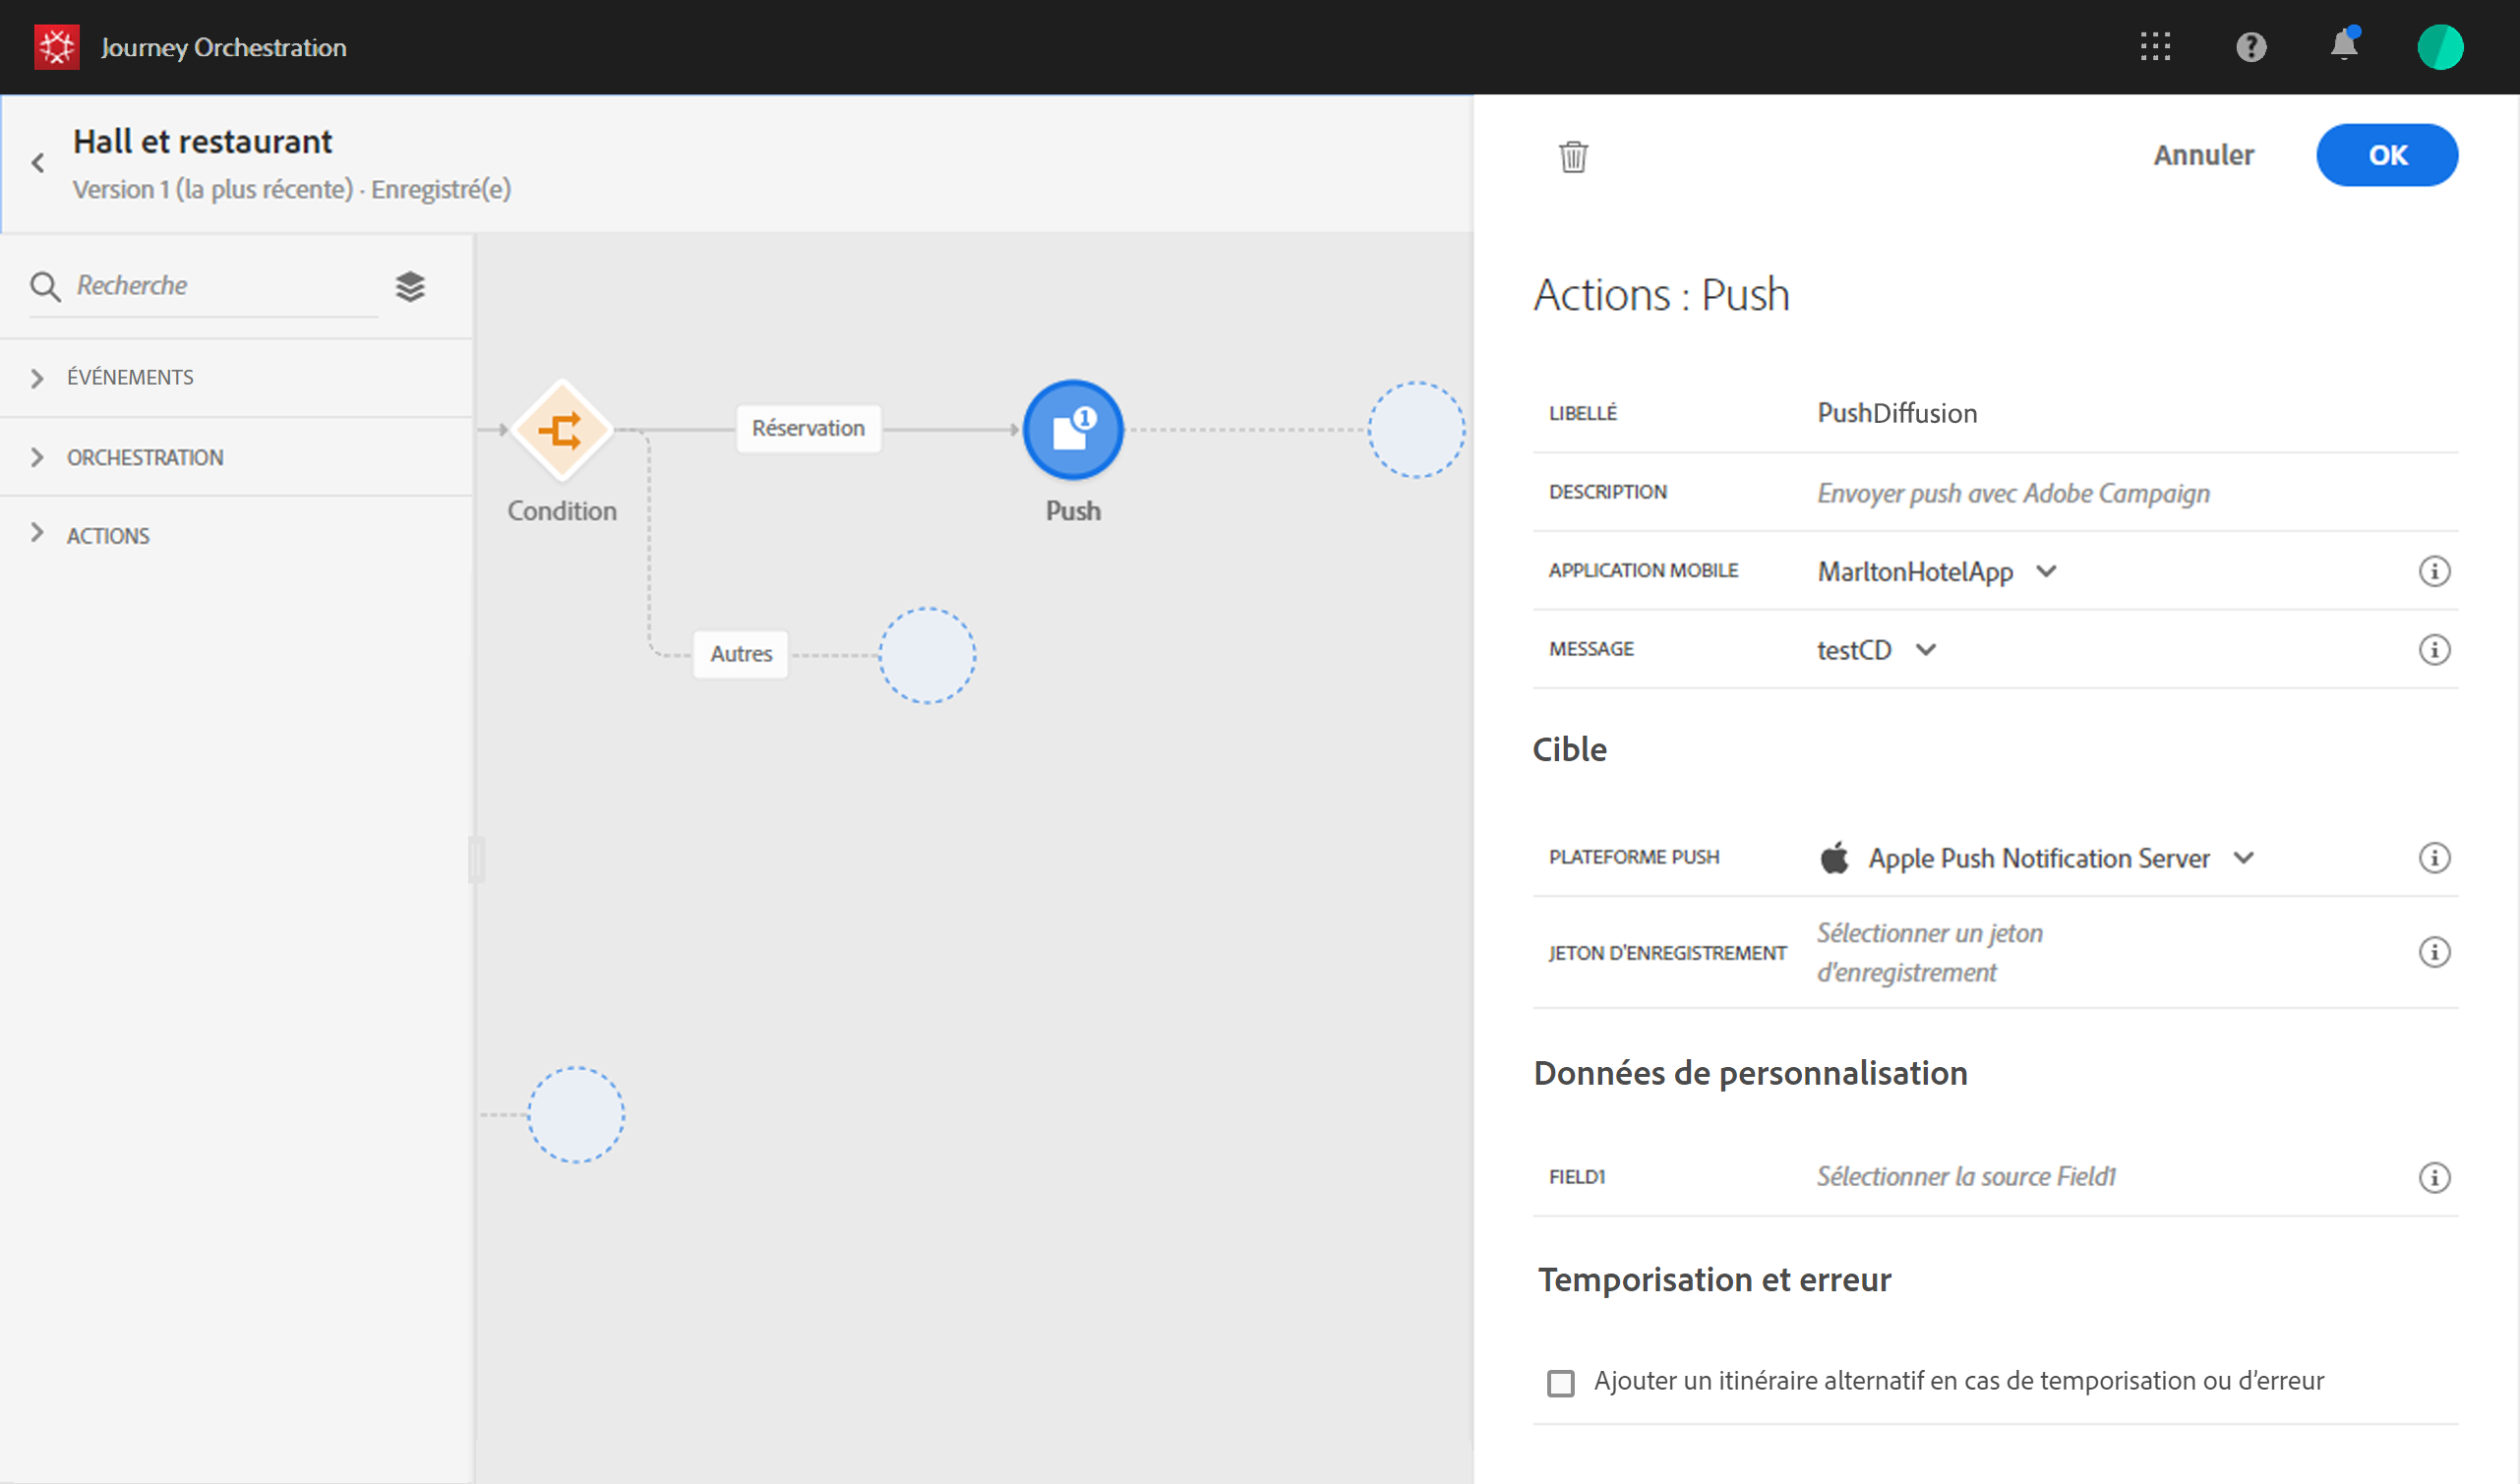 Journey Orchestration
?
Hall et restaurant
Version 1 (la plus récente) · Enregistré(e)
Recherche
ÉVÉNEMENTS
ORCHESTRATION
ACTIONS
Condition
Réservation
1
Push
Autres
Annuler
OK
Actions : Push
LIBELLÉ PushDiffusion
DESCRIPTION Envoyer push avec Adobe Campaign
APPLICATION MOBILE MarltonHotelApp
MESSAGE testCD
Cible
PLATEFORME PUSH Apple Push Notification Server
JETON D'ENREGISTREMENT Sélectionner un jeton
d'enregistrement
Données de personnalisation
FIELD1 Sélectionner la source Field1
Temporisation et erreur
Ajouter un itinéraire alternatif en cas de temporisation ou d'erreur